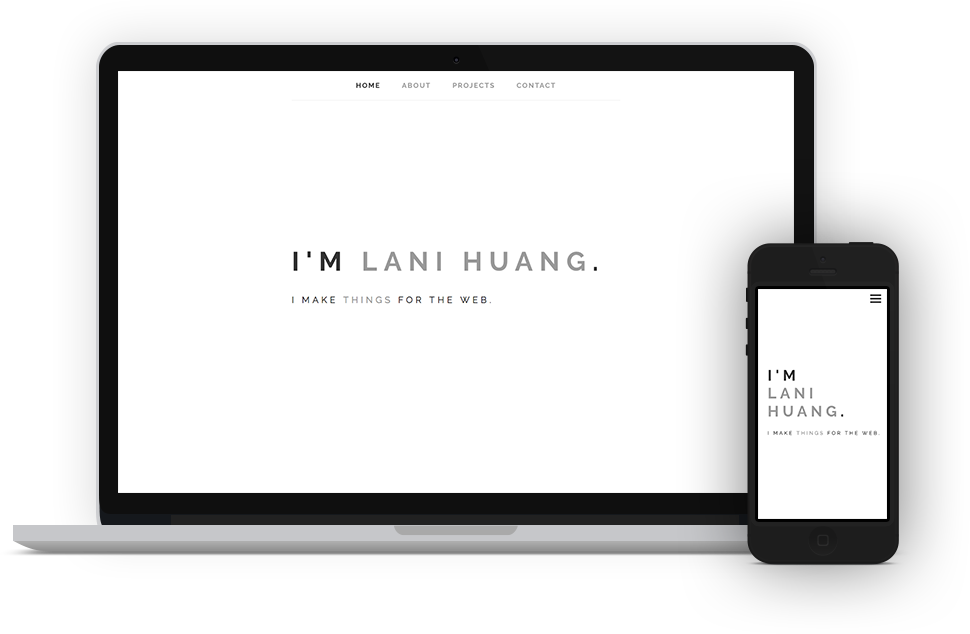 HOME ABOUT PROJECTS CONTACT
I'M LANI HUANG.
I MAKE THINGS FOR THE WEB.
I'M
LANI
HUANG.
I MAKE THINGS FOR THE WEB.